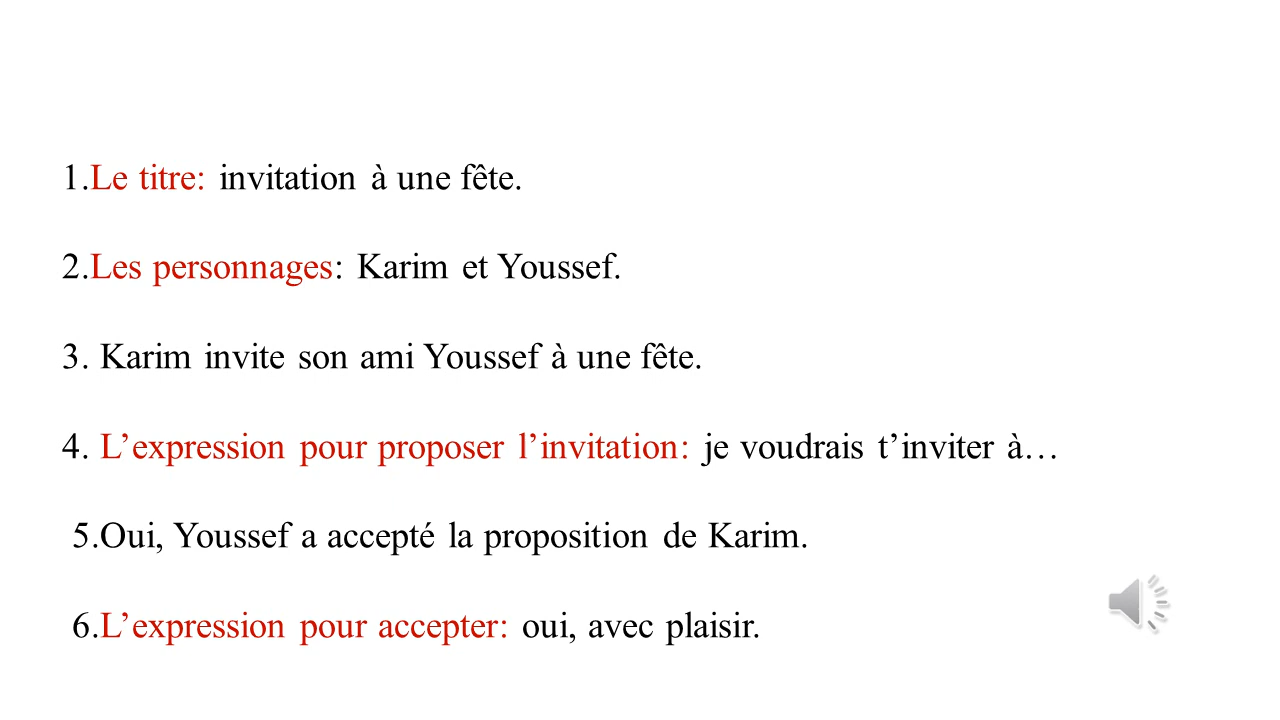 1.Le titre: invitation à une fête.
2.Les personnages: Karim et Youssef.
3. Karim invite son ami Youssef à une fête.
4. L’expression pour proposer l’invitation: je voudrais t’inviter à…
5.Oui, Youssef a accepté la proposition de Karim.
6.L’expression pour accepter: oui, avec plaisir.